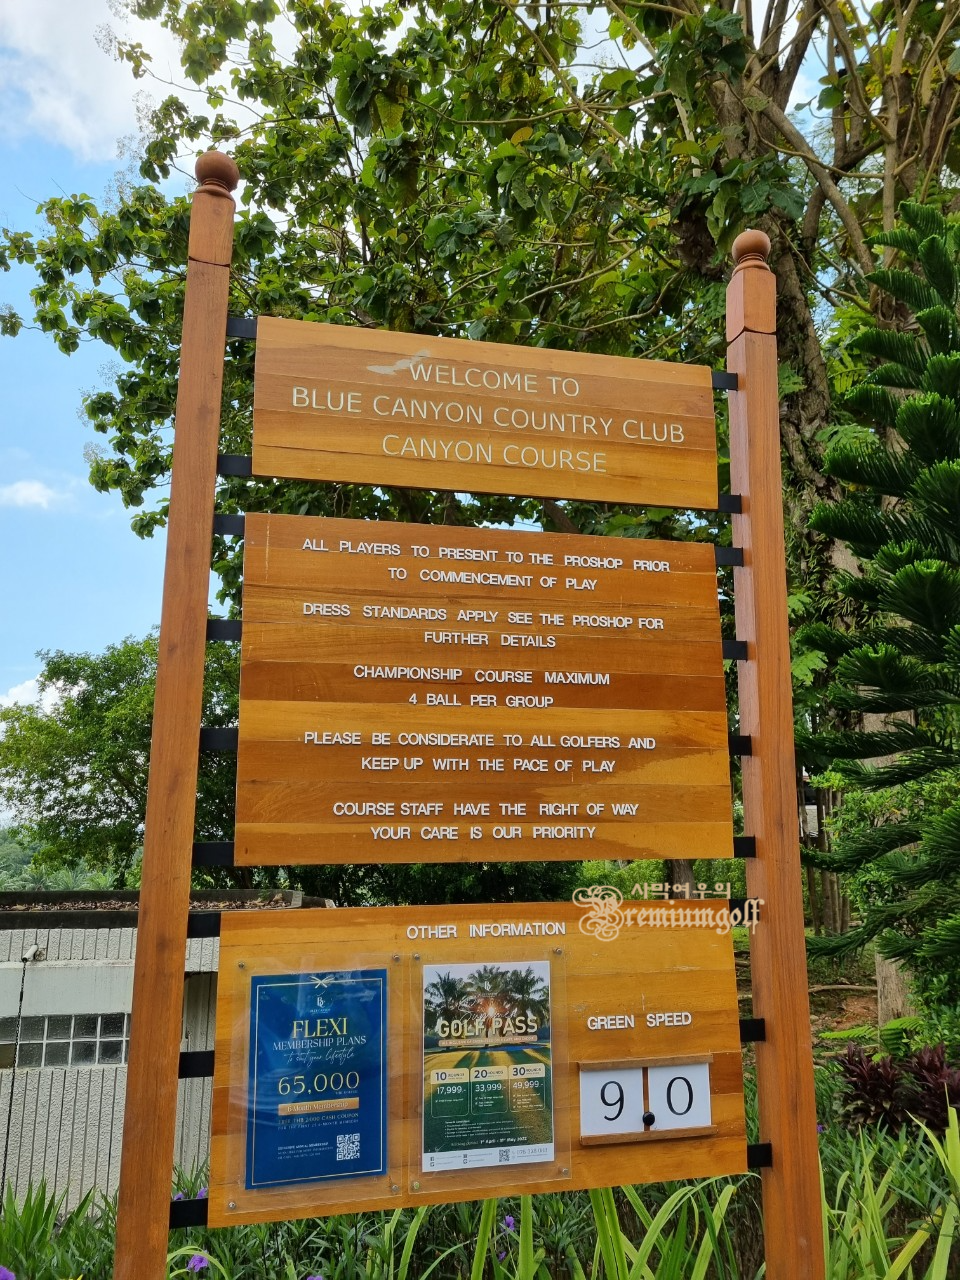 WELCOME TO
BLUE CANYON COUNTRY CLUB
CANYON COURSE
ALL PLAYERS TO PRESENT TO THE PROSHOP PRIOR
TO COMMENCEMENT OF PLAY
DRESS STANDARDS APPLY SEE THE PROSHOP FOR
FURTHER DETAILS
CHAMPIONSHIP COURSE MAXIMUM
4 BALL PER GROUP
PLEASE BE CONSIDERATE TO ALL GOLFERS AND
KEEP UP WITH THE PACE OF PLAY
COURSE STAFF HAVE THE RIGHT OF WAY
YOUR CARE IS OUR PRIORITY
사막여우의
Premiumgolf
OTHER INFORMATION
FLEXI
MEMBERSHIP PLANS
to suit your lifestyle
65,000
GOLF PASS
10 20 30
17,999.- 33,999.- 49,999.-
GREEN SPEED
9 0